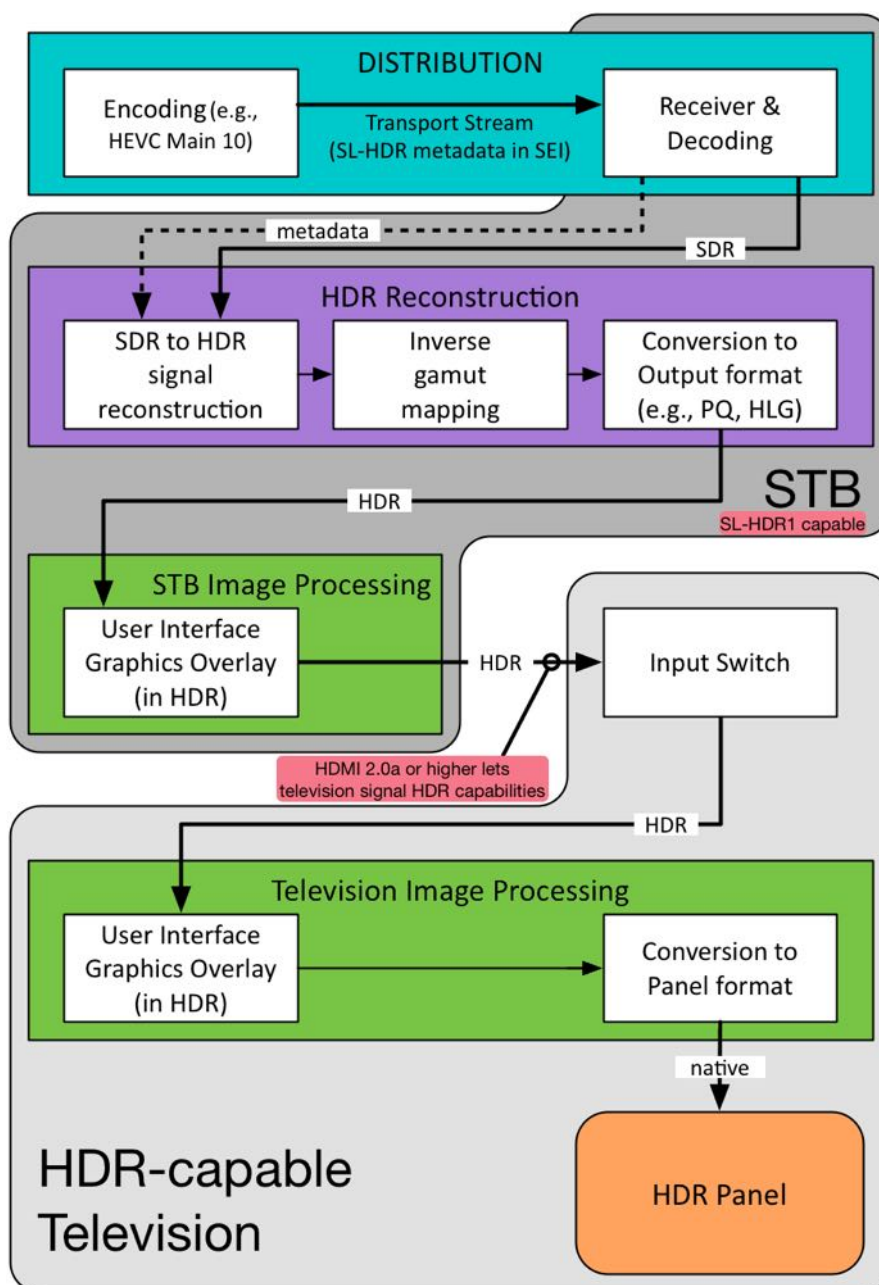 DISTRIBUTION
Encoding (e.g.,
HEVC Main 10)
Transport Stream
(SL-HDR metadata in SEI)
Receiver &
Decoding
metadata
SDR
HDR Reconstruction
SDR to HDR
signal
reconstruction
Inverse
gamut
mapping
Conversion to
Output format
(e.g., PQ, HLG)
HDR
STB
SL-HDR1 capable
STB Image Processing
User Interface
Graphics Overlay
(in HDR)
HDR
Input Switch
HDMI 2.0a or higher lets
television signal HDR capabilities
HDR
Television Image Processing
User Interface
Graphics Overlay
(in HDR)
Conversion to
Panel format
native
HDR-capable
Television
HDR Panel